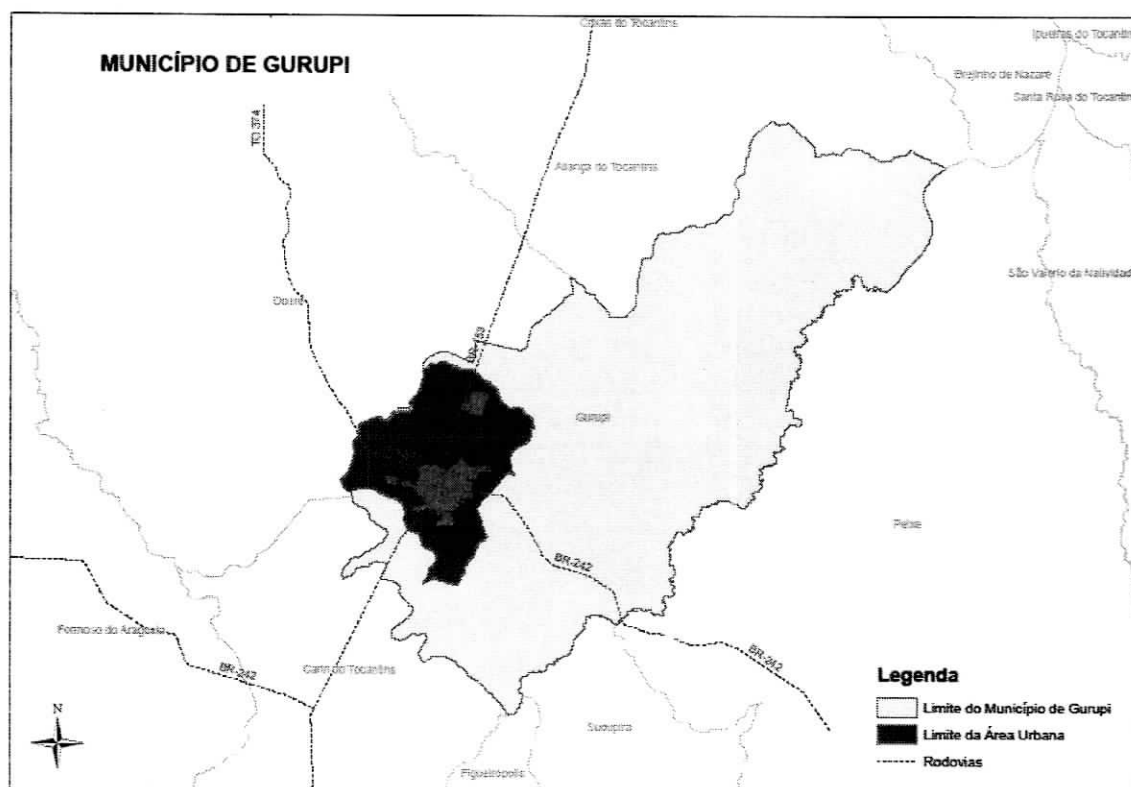 Crixás do Tocantins
Ipueiras do Tocantins
MUNICÍPIO DE GURUPI
Brejinho de Nazaré
Santa Rosa do Tocantins
TO 374
Aliança do Tocantins
São Valério da Natividad
Dueré
BR-153
Gurupi
Peixe
BR-242
Formoso do Araguaia
BR-242
Cariri do Tocantins
BR-242
Legenda
Limite do Município de Gurupi
N
Sucupira
Limite da Área Urbana
Figueirópolis
Rodovias